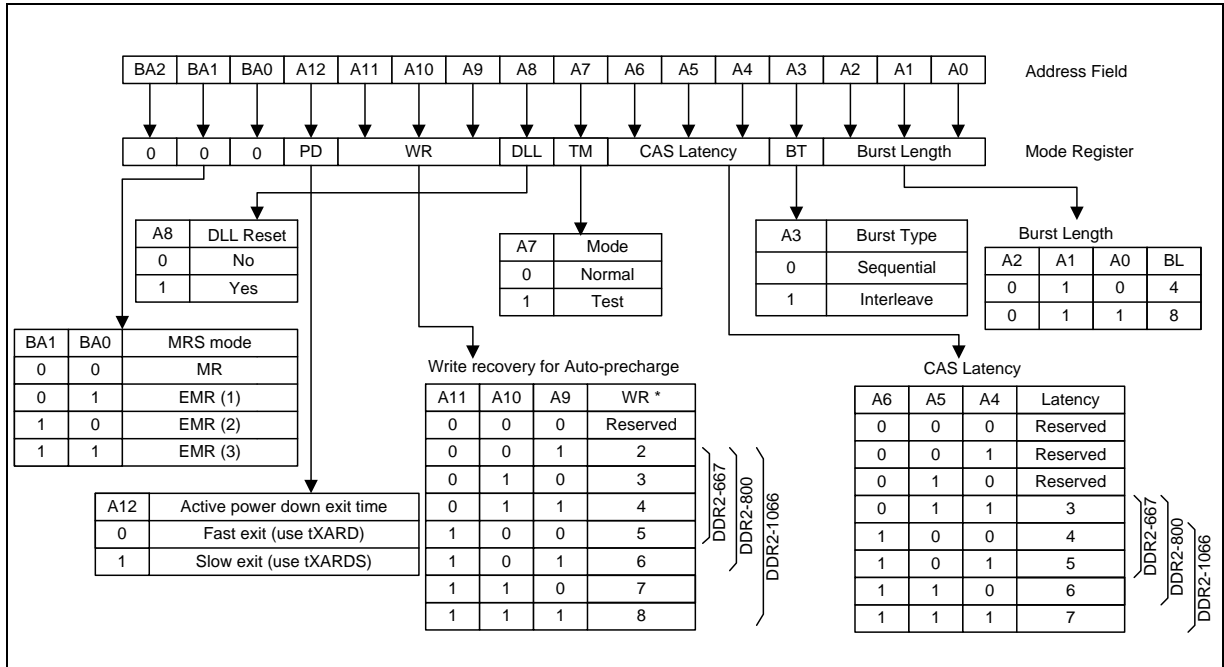 BA2 BA1 BA0 A12 A11 A10 A9 A8 A7 A6 A5 A4 A3 A2 A1 A0 Address Field
0 0 0 PD WR DLL TM CAS Latency BT Burst Length Mode Register
A8 DLL Reset
0 No
1 Yes
A7 Mode
0 Normal
1 Test
A3 Burst Type
0 Sequential
1 Interleave
Burst Length
A2 A1 A0 BL
0 1 0 4
0 1 1 8
BA1 BA0 MRS mode
0 0 MR
0 1 EMR (1)
1 0 EMR (2)
1 1 EMR (3)
A12 Active power down exit time
0 Fast exit (use tXARD)
1 Slow exit (use tXARDS)
Write recovery for Auto-precharge
A11 A10 A9 WR *
0 0 0 Reserved
0 0 1 2
0 1 0 3
0 1 1 4
1 0 0 5
1 0 1 6
1 1 0 7
1 1 1 8
DDR2-667
DDR2-800
DDR2-1066
CAS Latency
A6 A5 A4 Latency
0 0 0 Reserved
0 0 1 Reserved
0 1 0 Reserved
0 1 1 3
1 0 0 4
1 0 1 5
1 1 0 6
1 1 1 7
DDR2-667
DDR2-800
DDR2-1066